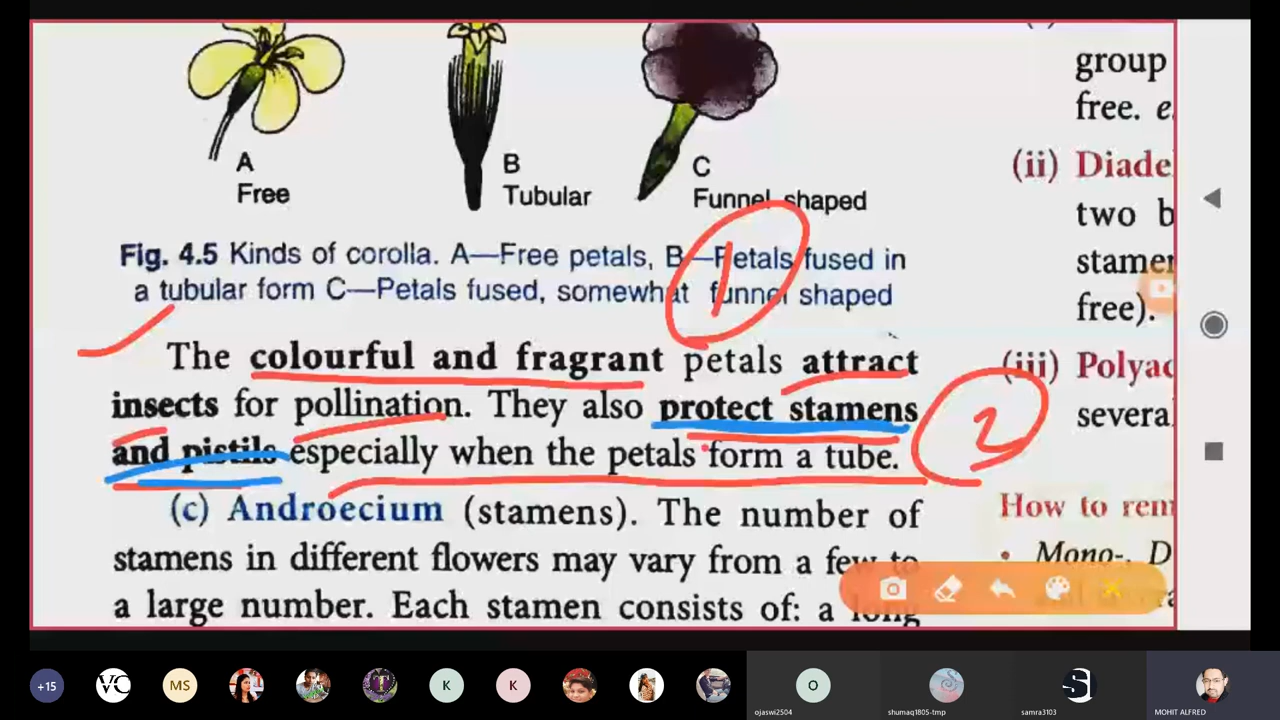 A
Free
B
Tubular
C
Funnel shaped
Fig. 4.5 Kinds of corolla. A—Free petals, B—Petals fused in
a tubular form C—Petals fused, somewhat funnel shaped
1
The colourful and fragrant petals attract
insects for pollination. They also protect stamens
and pistils especially when the petals form a tube.
2
(c) Androecium (stamens). The number of
stamens in different flowers may vary from a few to
a large number. Each stamen consists of: a long
group
free. e.
(ii) Diade
two b
stamen
free).
(iii) Polyad
several
How to rem
• Mono-, D
+15
VC
MS
K
K
O
ojaswi2504
shumaq1805-tmp
S
samra3103
MOHIT ALFRED